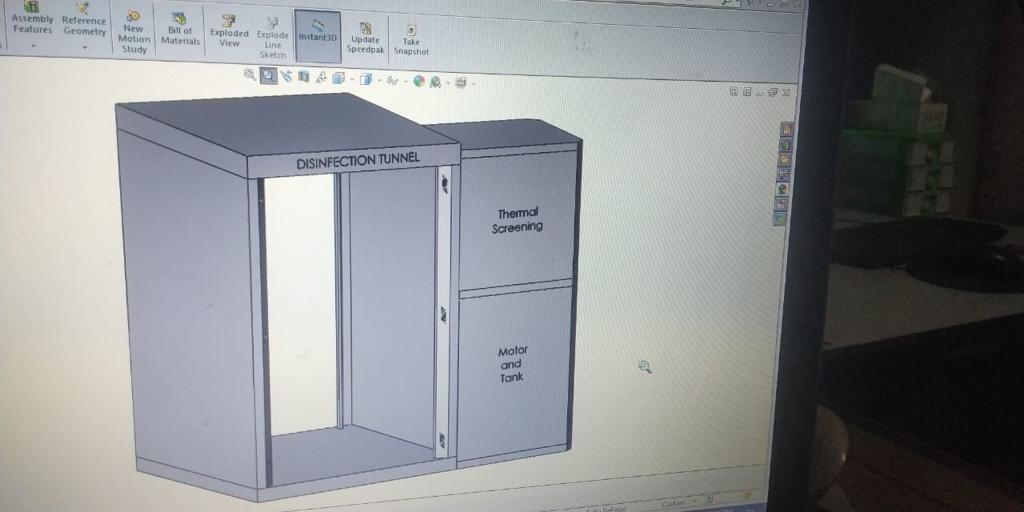 Assembly
Features
Reference
Geometry
New
Motion
Study
Bill of
Materials
Exploded
View
Explode
Line
Sketch
Instant3D
Update
Speedpak
Take
Snapshot
DISINFECTION TUNNEL
Thermal
Screening
Motor
and
Tank
Custom